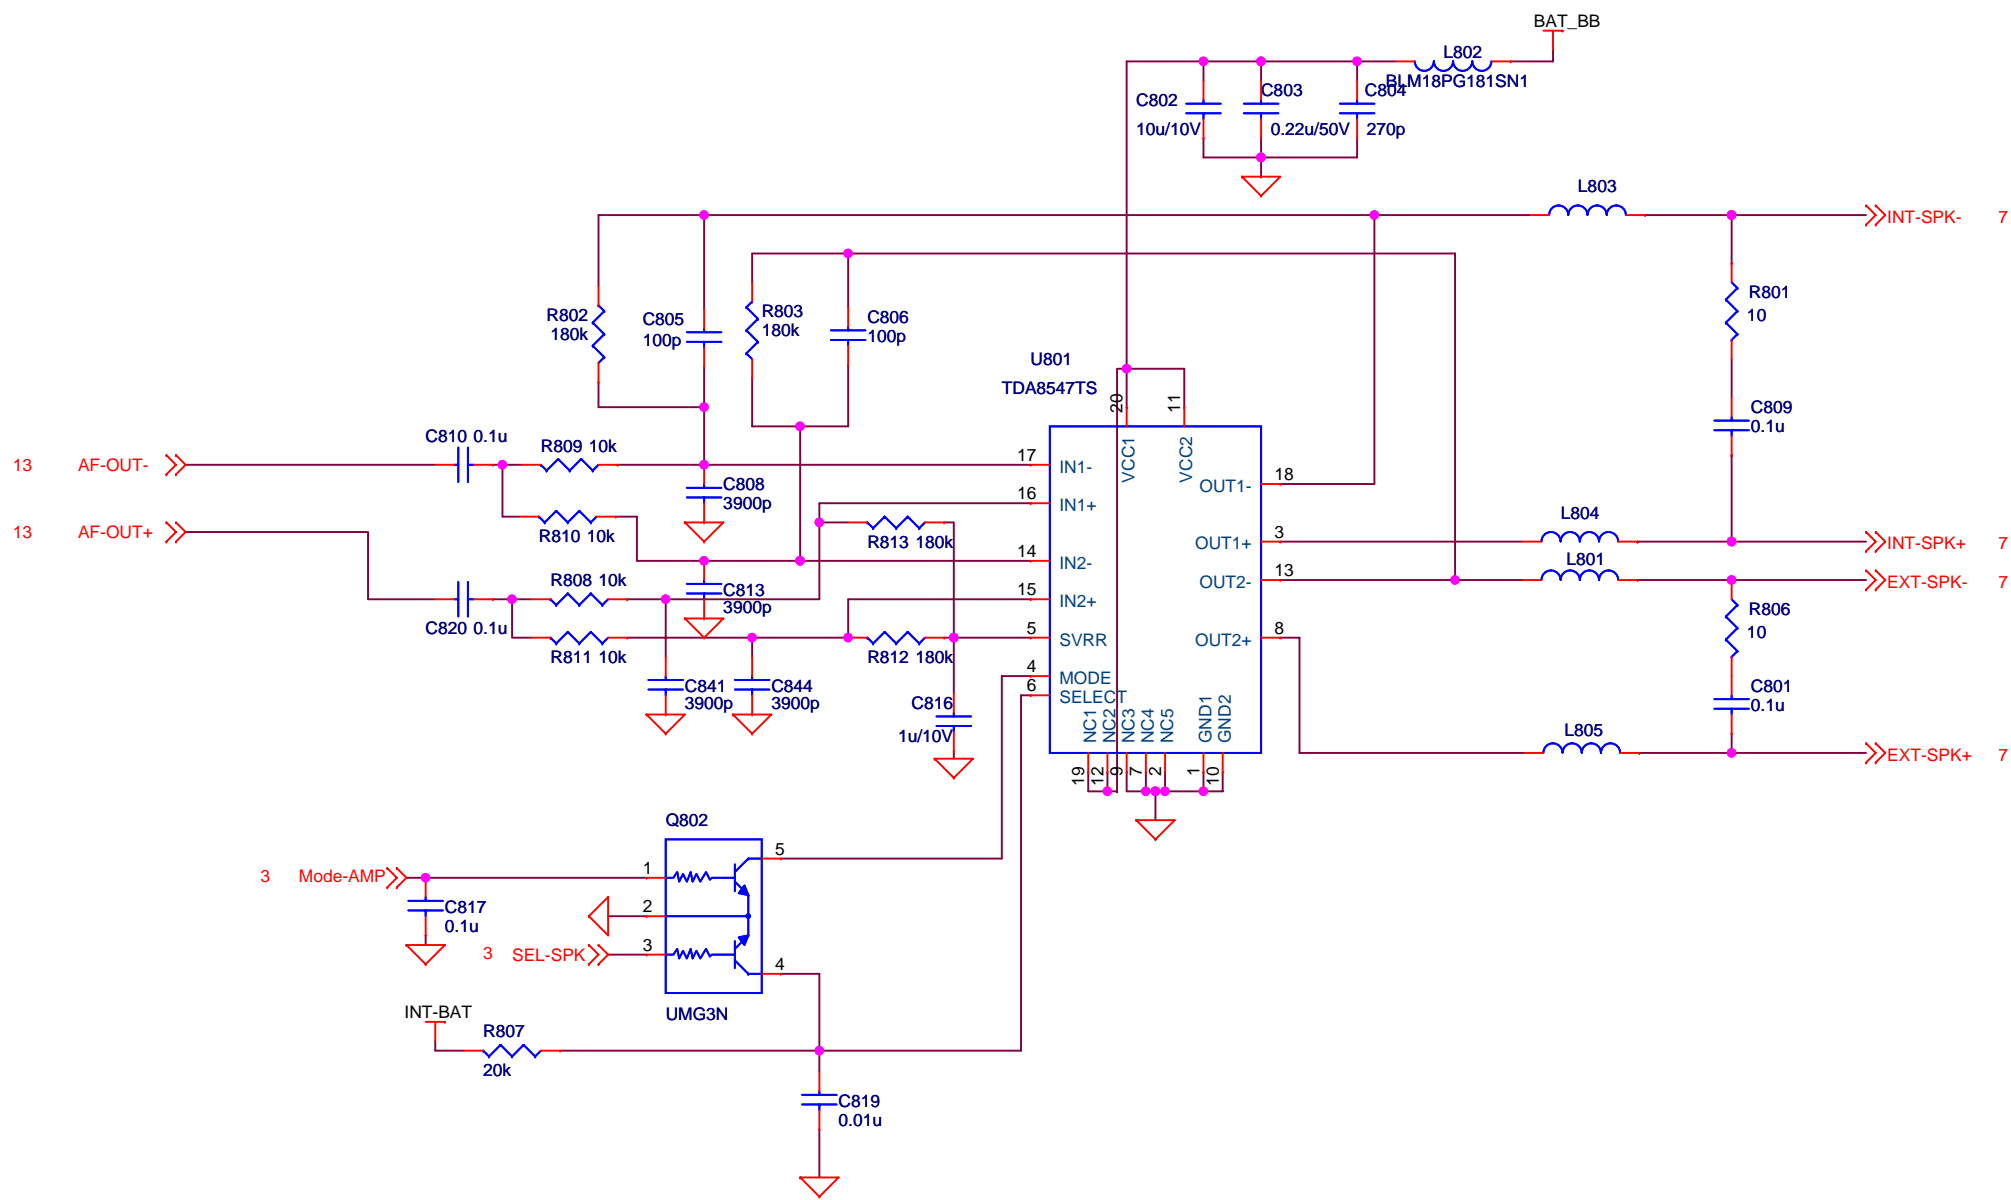 BAT_BB
L802
BLM18PG181SN1
C802
10u/10V
C803
0.22u/50V
C804
270p
L803
INT-SPK- 7
R802
180k
C805
100p
R803
180k
C806
100p
R801
10
C809
0.1u
U801
TDA8547TS
20
11
VCC1
VCC2
13 AF-OUT-
C810 0.1u
R809 10k
17
IN1-
C808
3900p
16
IN1+
18
OUT1-
13 AF-OUT+
R810 10k
R813 180k
L804
3
OUT1+
INT-SPK+ 7
14
IN2-
L801
13
OUT2-
EXT-SPK- 7
R808 10k
C813
3900p
15
IN2+
R806
10
C820 0.1u
R811 10k
R812 180k
5
SVRR
8
OUT2+
4
MODE
6
SELECT
C841
3900p
C844
3900p
C816
1u/10V
C801
0.1u
NC1
NC2
NC3
NC4
NC5
GND1
GND2
L805
EXT-SPK+ 7
19
12
9
7
2
1
10
Q802
5
3 Mode-AMP
1
C817
0.1u
2
3 SEL-SPK
3
4
UMG3N
INT-BAT
R807
20k
C819
0.01u